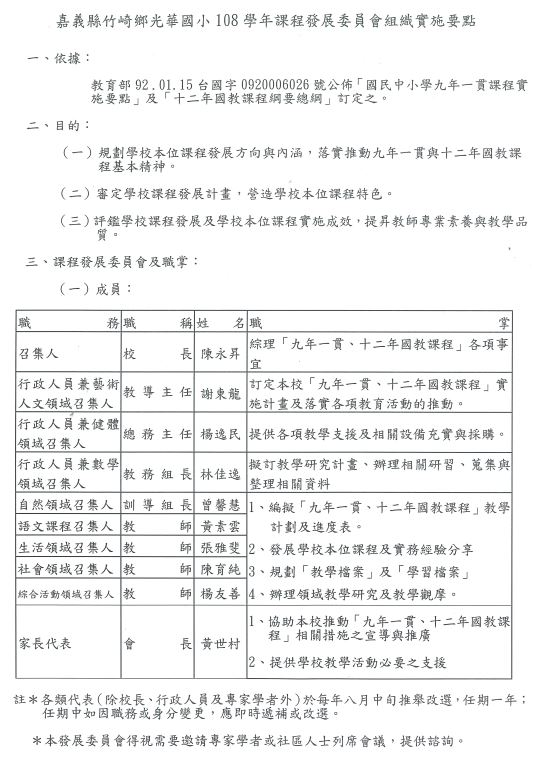 嘉義縣竹崎鄉光華國小 108 學年課程發展委員會組織實施要點
一、依據：
教育部 92.01.15 台國字 0920006026 號公佈「國民中小學九年一貫課程實
施要點」及「十二年國教課程綱要總綱」訂定之。
二、目的：
（一）規劃學校本位課程發展方向與內涵，落實推動九年一貫與十二年國教課
程基本精神。
（二）審定學校課程發展計畫，營造學校本位課程特色。
（三）評鑑學校課程發展及學校本位課程實施成效，提昇教師專業素養與教學品
質。
三、課程發展委員會及職掌：
（一）成員：
職務 職稱 姓名 職掌
召集人 校長 陳永昇 綜理「九年一貫、十二年國教課程」各項事
宜
行政人員兼藝術
人文領域召集人 教導主任 謝東龍 訂定本校「九年一貫、十二年國教課程」實
施計畫及落實各項教育活動的推動。
行政人員兼健體
領域召集人 總務主任 楊逸民 提供各項教學支援及相關設備充實與採購。
行政人員兼數學
領域召集人 教務組長 林佳逸 擬訂教學研究計畫、辦理相關研習、蒐集與
整理相關資料
自然領域召集人 訓導組長 曾馨慧 1、編擬「九年一貫、十二年國教課程」教學
計劃及進度表。
語文課程召集人 教師 黃素雲
生活領域召集人 教師 張雅斐 2、發展學校本位課程及實務經驗分享
社會領域召集人 教師 陳育純 3、規劃「教學檔案」及「學習檔案」
綜合活動領域召集人 教師 楊友善 4、辦理領域教學研究及教學觀摩。
家長代表 會長 黃世村 1、協助本校推動「九年一貫、十二年國教課
程」相關措施之宣導與推廣
2、提供學校教學活動必要之支援
註＊各類代表（除校長、行政人員及專家學者外）於每年八月中旬推舉改選，任期一年；
任期中如因職務或身分變更，應即時遞補或改選。
＊本發展委員會得視需要邀請專家學者或社區人士列席會議，提供諮詢。